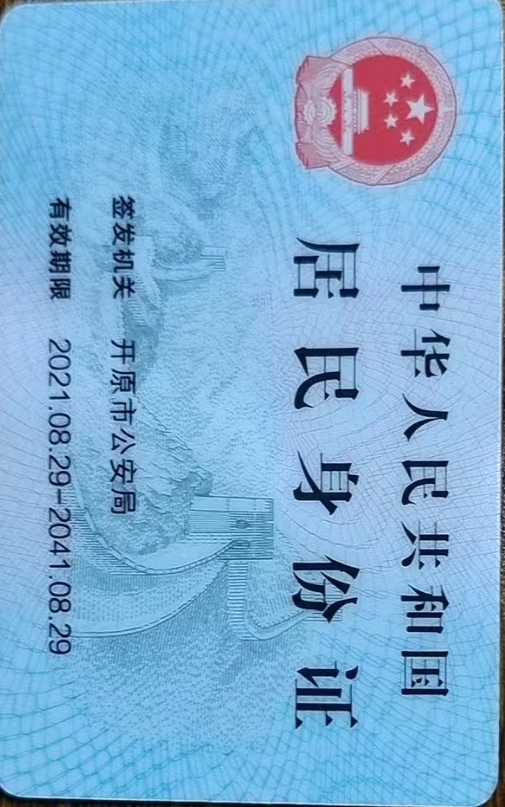 中华人民共和国
居民身份证
签发机关 开原市公安局
有效期限 2021.08.29-2041.08.29